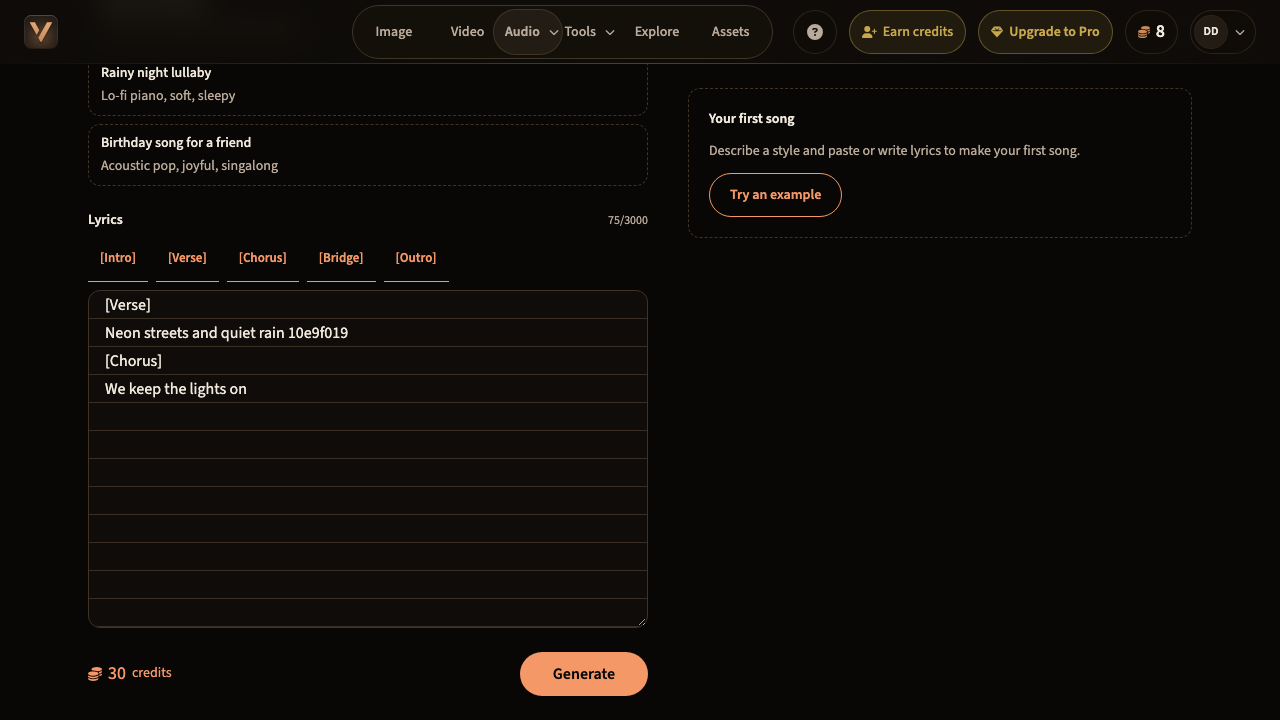 Image Video Audio Tools Explore Assets Earn credits Upgrade to Pro 8 DD
Rainy night lullaby
Lo-fi piano, soft, sleepy
Birthday song for a friend
Acoustic pop, joyful, singalong
Lyrics 75/3000
[Intro] [Verse] [Chorus] [Bridge] [Outro]
[Verse]
Neon streets and quiet rain 10e9f019
[Chorus]
We keep the lights on
30 credits Generate
Your first song
Describe a style and paste or write lyrics to make your first song.
Try an example